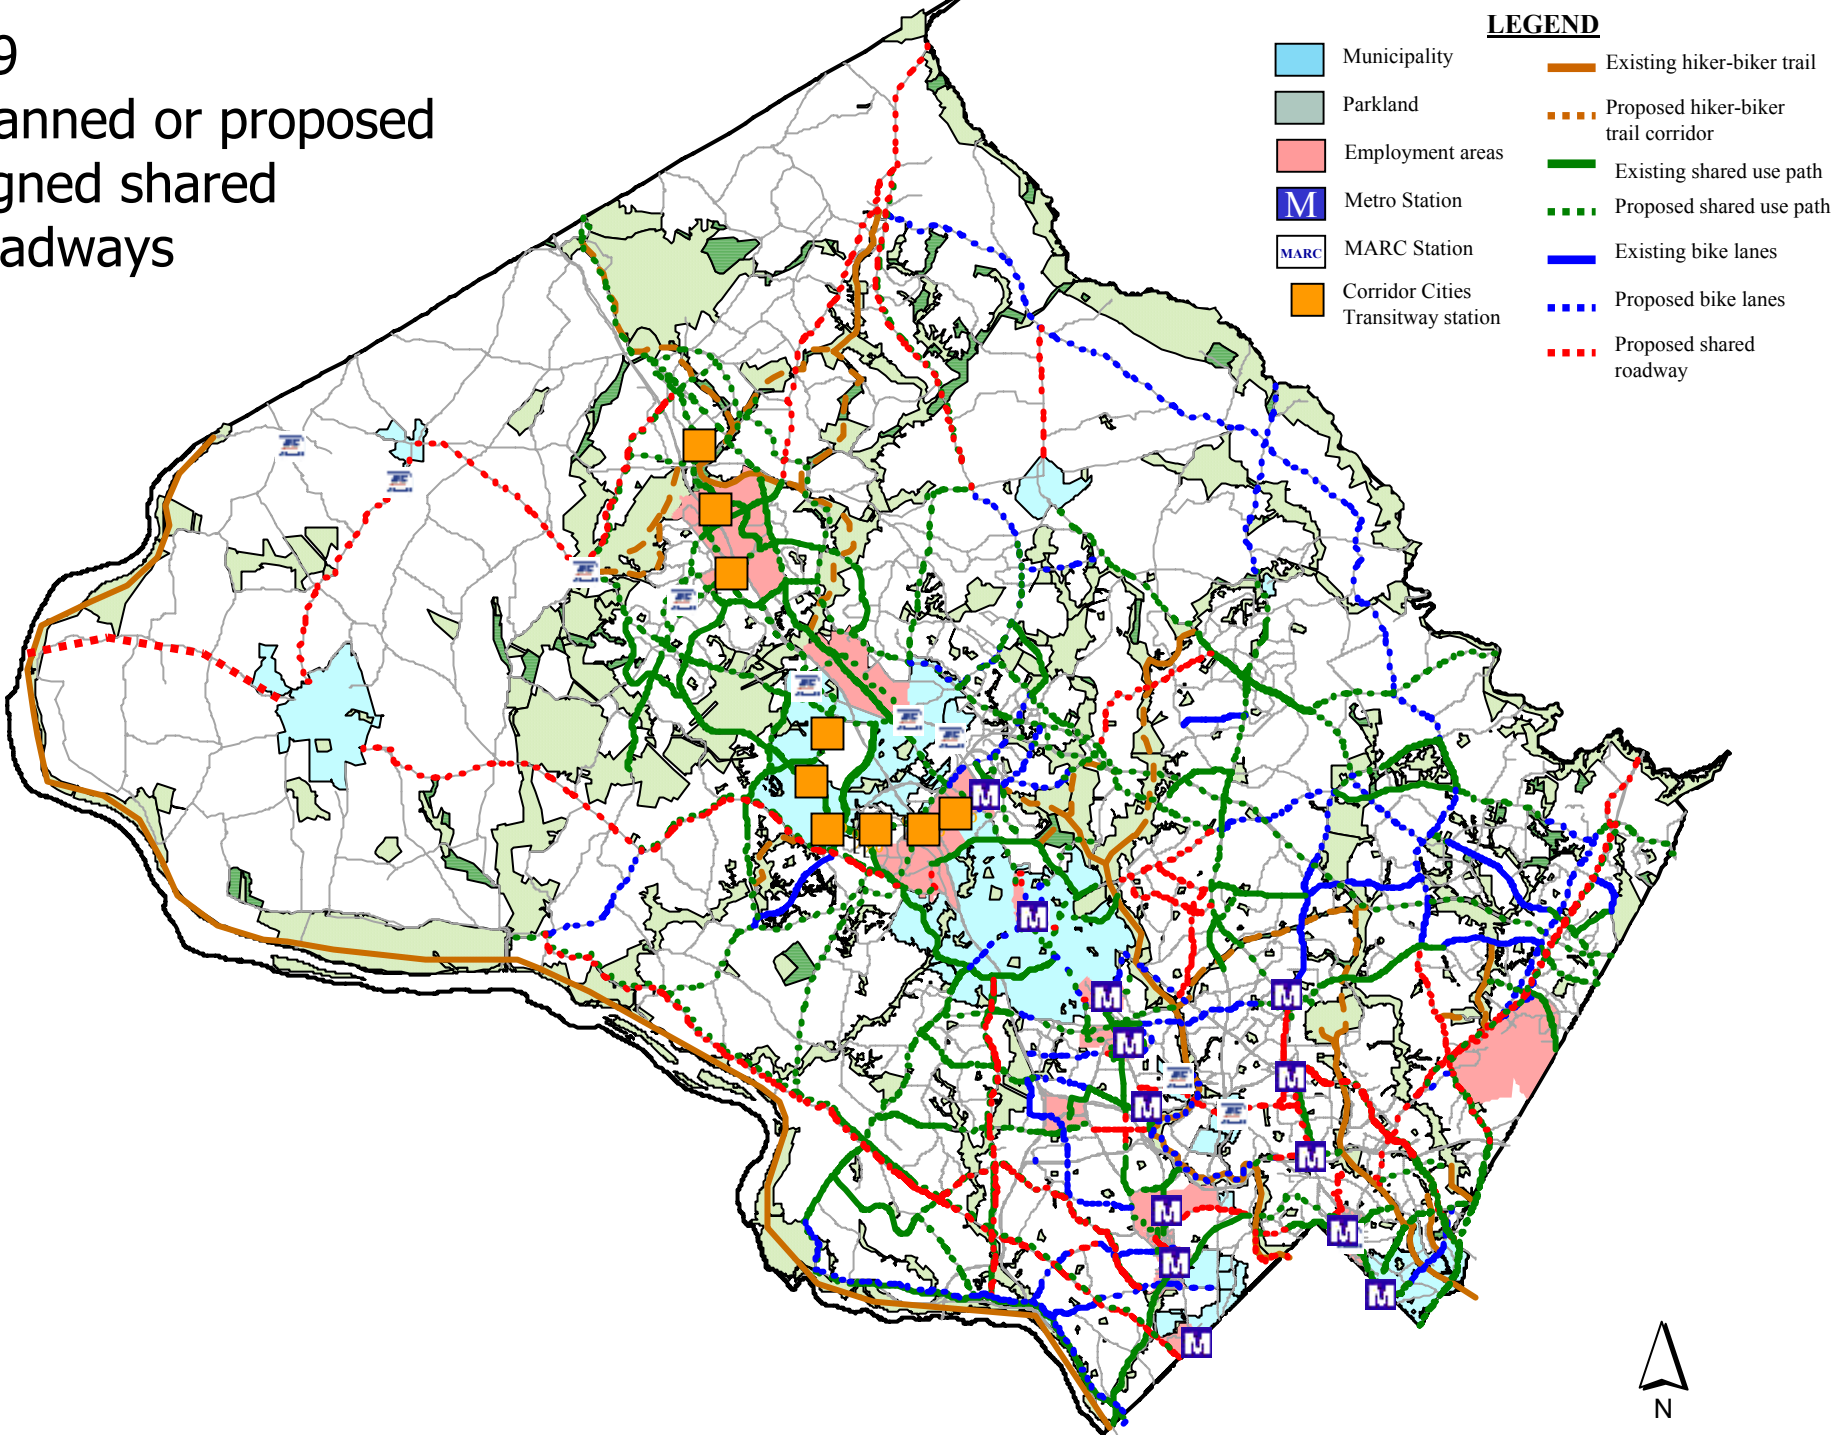 9
anned or proposed
gned shared
adways
LEGEND
Municipality
Parkland
Employment areas
M
Metro Station
MARC
MARC Station
Corridor Cities
Transitway station
Existing hiker-biker trail
Proposed hiker-biker
trail corridor
Existing shared use path
Proposed shared use path
Existing bike lanes
Proposed bike lanes
Proposed shared
roadway
M
M
M
M
M
M
M
M
M
M
M
M
M
N